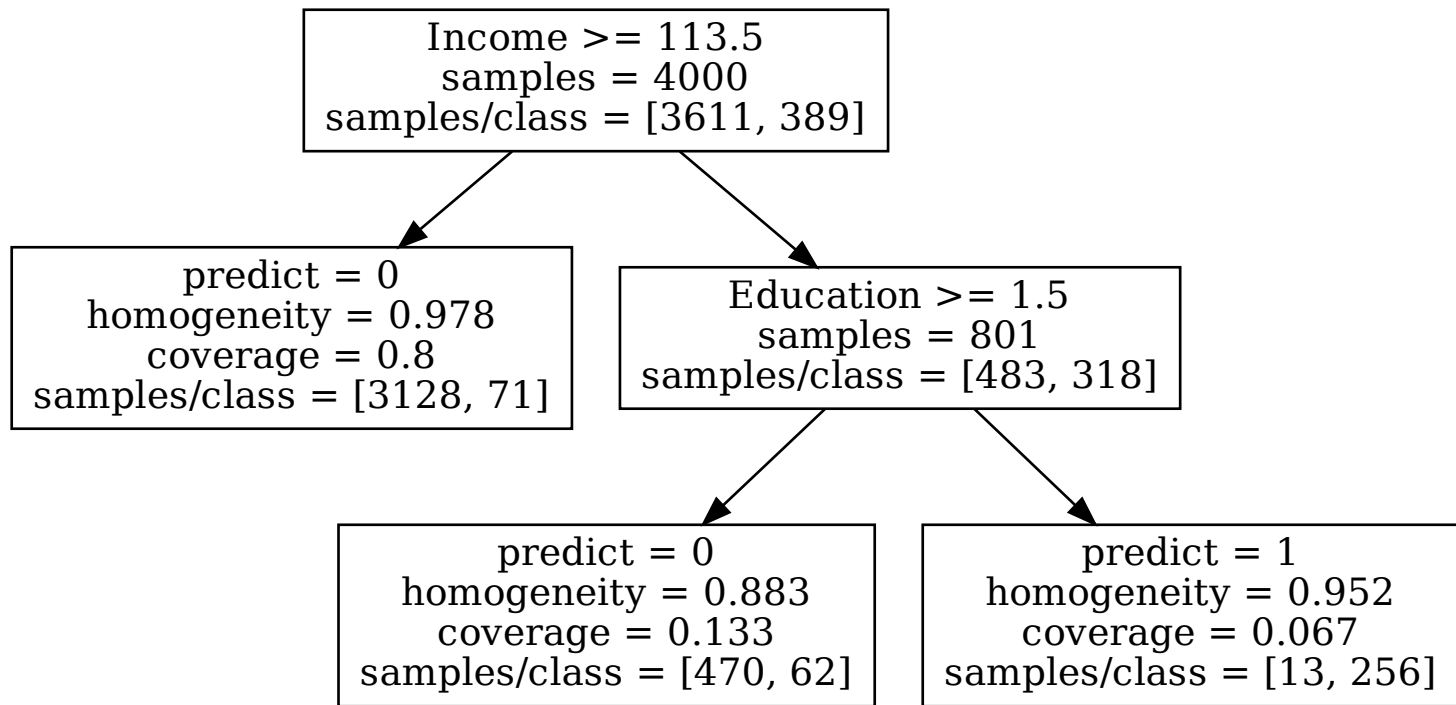 Income >= 113.5
samples = 4000
samples/class = [3611, 389]
predict = 0
homogeneity = 0.978
coverage = 0.8
samples/class = [3128, 71]
Education >= 1.5
samples = 801
samples/class = [483, 318]
predict = 0
homogeneity = 0.883
coverage = 0.133
samples/class = [470, 62]
predict = 1
homogeneity = 0.952
coverage = 0.067
samples/class = [13, 256]